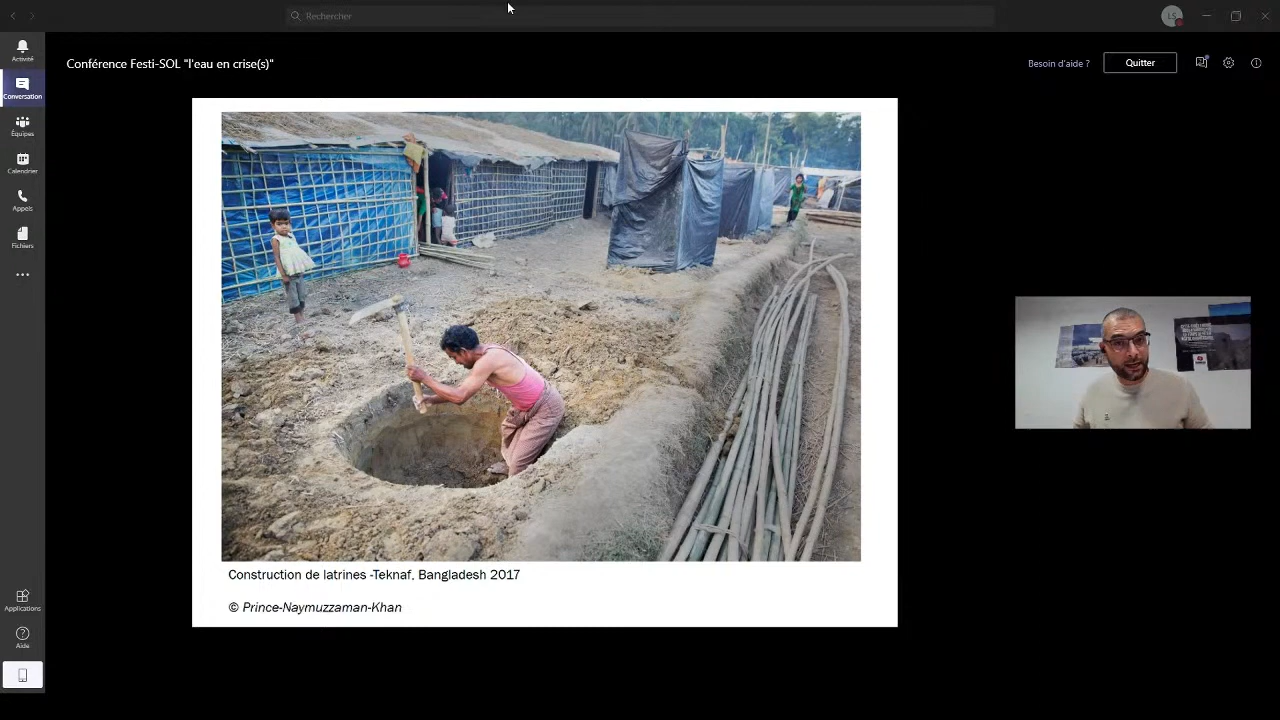 Rechercher
LS
Activité
Conférence Festi-SOL "l'eau en crise(s)"
Besoin d'aide ?
Quitter
Conversation
Équipes
Calendrier
Appels
Fichiers
Construction de latrines -Teknaf, Bangladesh 2017
© Prince-Naymuzzaman-Khan
Applications
Aide